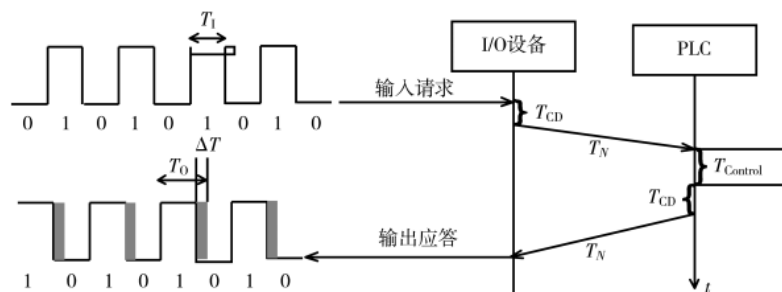 T_I
I/O设备
PLC
输入请求
0 1 0 1 0 1 0 1 0
T_CD
T_N
T_Control
ΔT
T_O
T_CD
输出应答
T_N
1 0 1 0 1 0 1 0
t